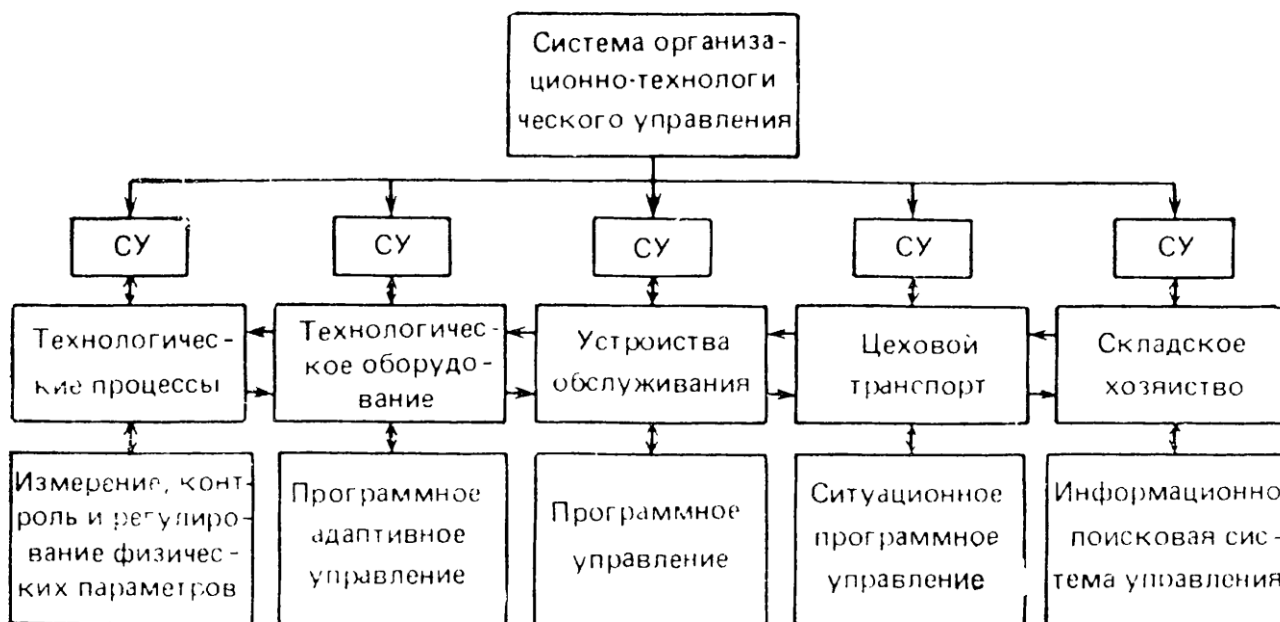 Система организа-
ционно-технологи
ческого управления
СУ
СУ
СУ
СУ
СУ
Технологичес-
кие процессы
Технологичес-
кое оборудо-
вание
Устроиства
обслуживания
Цеховой
транспорт
Складское
хозяиство
Измерение, конт-
роль и регулиро-
вание физичес-
ких параметров
Программное
адаптивное
управление
Программное
управление
Ситуационное
программное
управление
Информационно
поисковая сис-
тема управления